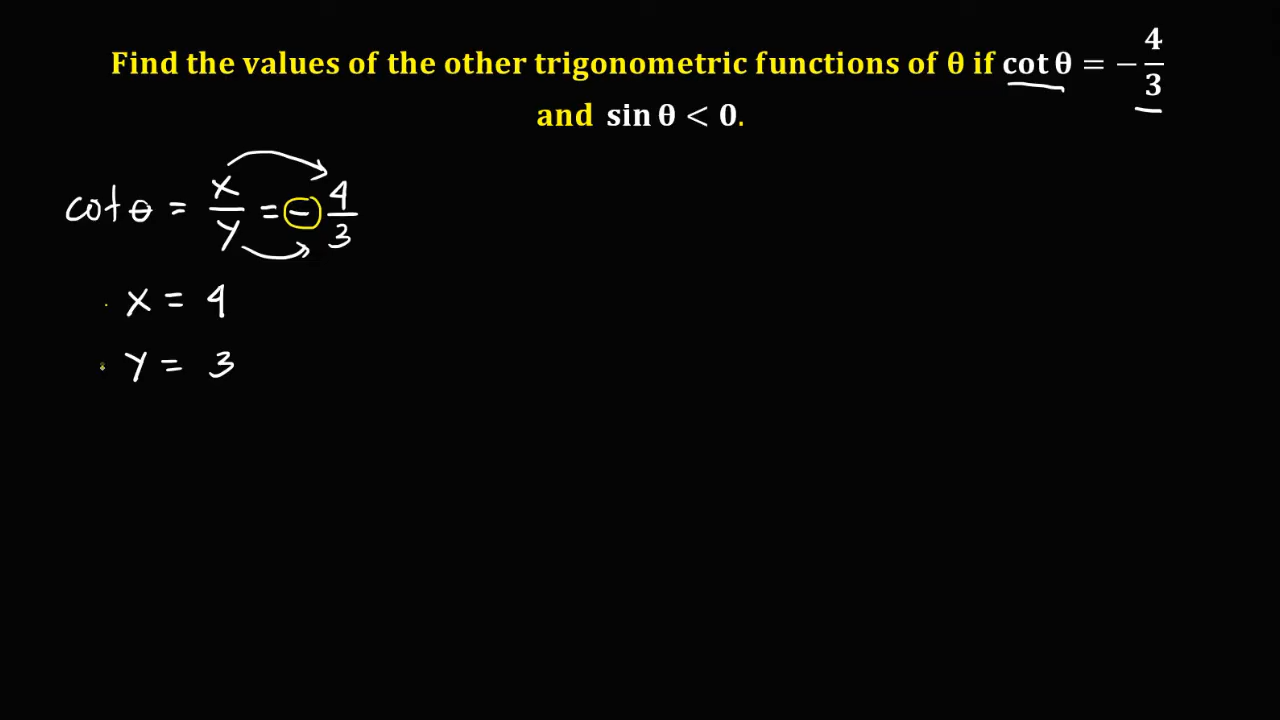 Find the values of the other trigonometric functions of θ if cot θ = − 4/3
and sin θ < 0.
cot θ = x/y = − 4/3
x = 4
y = 3